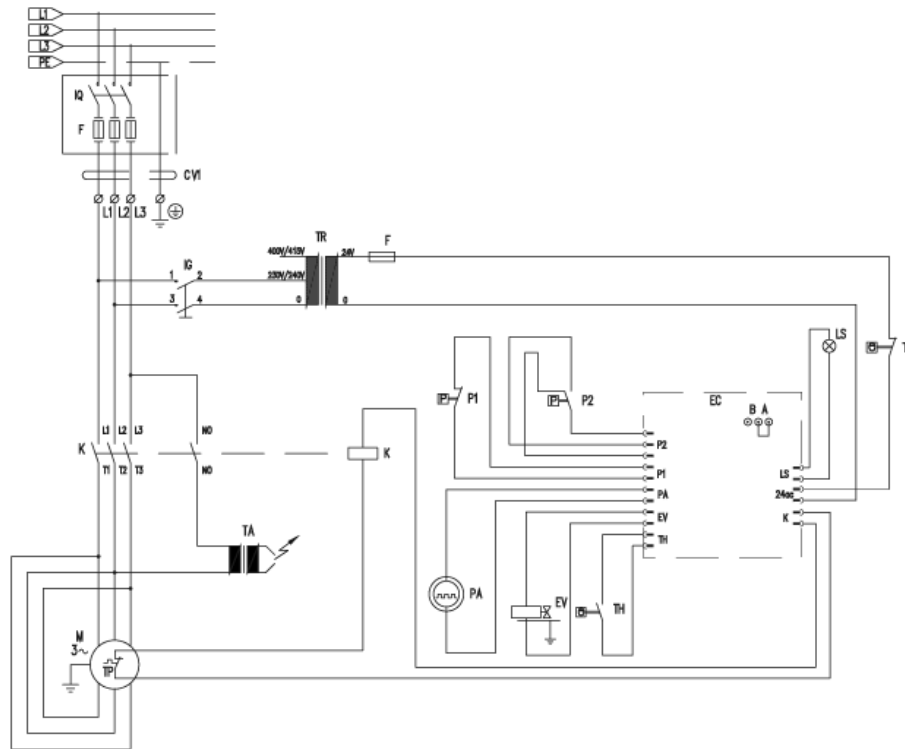 L1
L2
L3
PE
IQ
F
CV1
L1 L2 L3
TR
400V/415V
24V
F
IG
1 2
230V/240V
3 4
0
0
LS
T
P1
P2
EC
B A
L1 L2 L3
NO
K
T1 T2 T3
NO
K
P2
P1
LS
PA
24ac
EV
K
TH
TA
PA
EV
TH
M
3~
TP
P
P